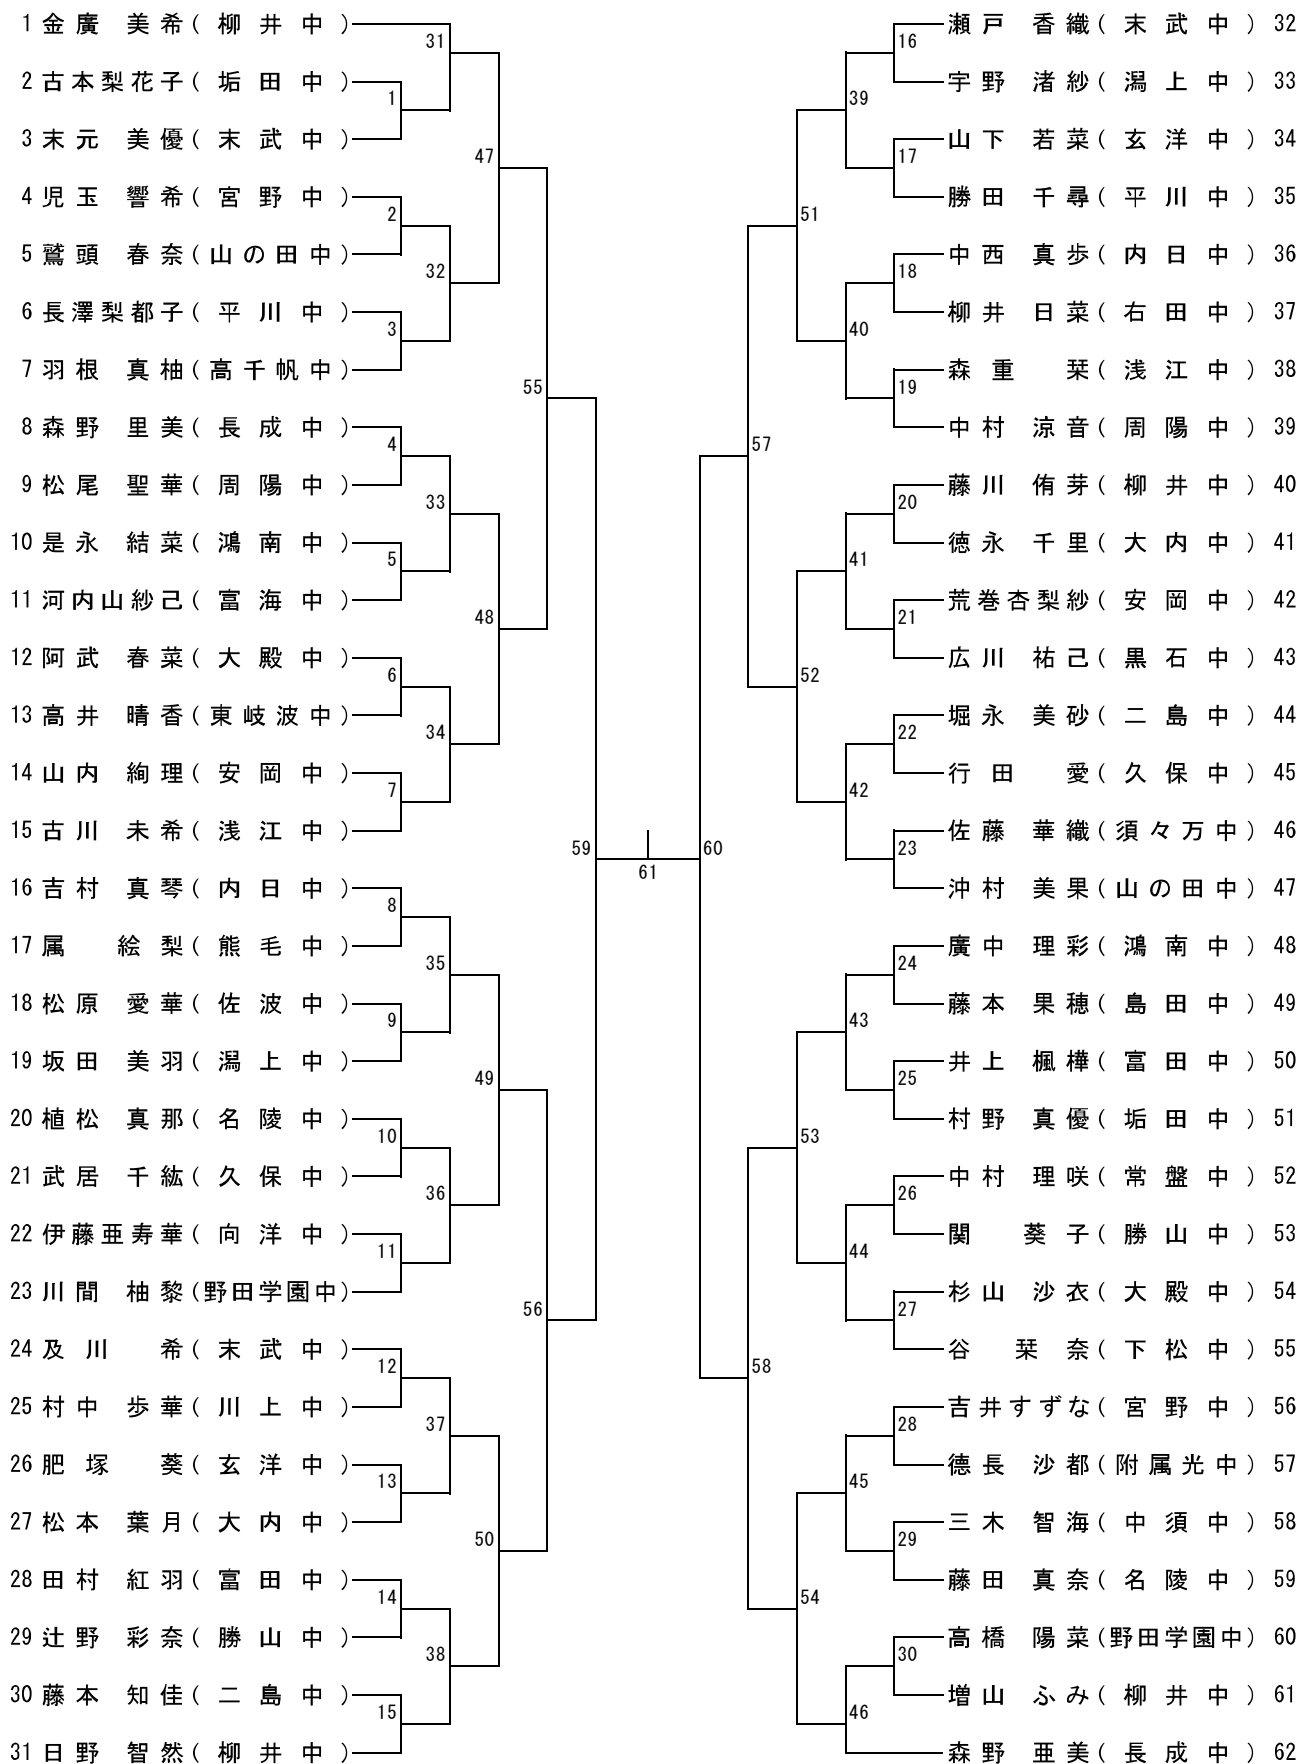 1 金廣 美希(柳井中)
2 古本梨花子(垢田中)
3 末元 美優(末武中)
4 児玉 響希(宮野中)
5 鷲頭 春奈(山の田中)
6 長澤梨都子(平川中)
7 羽根 真柚(高千帆中)
8 森野 里美(長成中)
9 松尾 聖華(周陽中)
10 是永 結菜(鴻南中)
11 河内山紗己(富海中)
12 阿武 春菜(大殿中)
13 高井 晴香(東岐波中)
14 山内 絢理(安岡中)
15 古川 未希(浅江中)
16 吉村 真琴(内日中)
17 属 絵梨(熊毛中)
18 松原 愛華(佐波中)
19 坂田 美羽(潟上中)
20 植松 真那(名陵中)
21 武居 千紘(久保中)
22 伊藤亜寿華(向洋中)
23 川間 柚黎(野田学園中)
24 及川 希(末武中)
25 村中 歩華(川上中)
26 肥塚 葵(玄洋中)
27 松本 葉月(大内中)
28 田村 紅羽(富田中)
29 辻野 彩奈(勝山中)
30 藤本 知佳(二島中)
31 日野 智然(柳井中)
1
2
3
4
5
6
7
8
9
10
11
12
13
14
15
31
32
33
34
35
36
37
38
47
48
49
50
55
56
59
61
60
57
58
51
52
53
54
39
40
41
42
43
44
45
46
16
17
18
19
20
21
22
23
24
25
26
27
28
29
30
瀬戸 香織(末武中) 32
宇野 渚紗(潟上中) 33
山下 若菜(玄洋中) 34
勝田 千尋(平川中) 35
中西 真歩(内日中) 36
柳井 日菜(右田中) 37
森重 栞(浅江中) 38
中村 涼音(周陽中) 39
藤川 侑芽(柳井中) 40
徳永 千里(大内中) 41
荒巻杏梨紗(安岡中) 42
広川 祐己(黒石中) 43
堀永 美砂(二島中) 44
行田 愛(久保中) 45
佐藤 華織(須々万中) 46
沖村 美果(山の田中) 47
廣中 理彩(鴻南中) 48
藤本 果穂(島田中) 49
井上 楓樺(富田中) 50
村野 真優(垢田中) 51
中村 理咲(常盤中) 52
関 葵子(勝山中) 53
杉山 沙衣(大殿中) 54
谷 栞奈(下松中) 55
吉井すずな(宮野中) 56
德長 沙都(附属光中) 57
三木 智海(中須中) 58
藤田 真奈(名陵中) 59
高橋 陽菜(野田学園中) 60
増山 ふみ(柳井中) 61
森野 亜美(長成中) 62